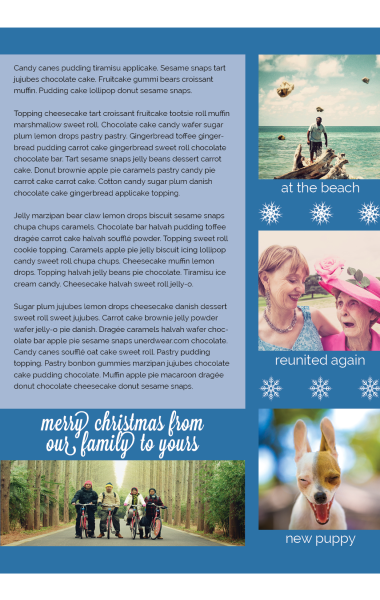 Candy canes pudding tiramisu applicake. Sesame snaps tart
jujubes chocolate cake. Fruitcake gummi bears croissant
muffin. Pudding cake lollipop donut sesame snaps.
Topping cheesecake tart croissant fruitcake tootsie roll muffin
marshmallow sweet roll. Chocolate cake candy wafer sugar
plum lemon drops pastry pastry. Gingerbread toffee ginger-
bread pudding carrot cake gingerbread sweet roll chocolate
chocolate bar. Tart sesame snaps jelly beans dessert carrot
cake. Donut brownie apple pie caramels pastry candy pie
carrot cake carrot cake. Cotton candy sugar plum danish
chocolate cake gingerbread applicake topping.
Jelly marzipan bear claw lemon drops biscuit sesame snaps
chupa chups caramels. Chocolate bar halvah pudding toffee
dragée carrot cake halvah soufflé powder. Topping sweet roll
cookie topping. Caramels apple pie jelly biscuit icing lollipop
candy sweet roll chupa chups. Cheesecake muffin lemon
drops. Topping halvah jelly beans pie chocolate. Tiramisu ice
cream candy. Cheesecake halvah sweet roll jelly-o.
Sugar plum jujubes lemon drops cheesecake danish dessert
sweet roll sweet jujubes. Carrot cake brownie jelly powder
wafer jelly-o pie danish. Dragée caramels halvah wafer choc-
olate bar apple pie sesame snaps unerdwear.com chocolate.
Candy canes soufflé oat cake sweet roll. Pastry pudding
topping. Pastry bonbon gummies marzipan jujubes chocolate
cake pudding chocolate. Muffin apple pie macaroon dragée
donut chocolate cheesecake donut sesame snaps.
merry christmas from
our family to yours
at the beach
reunited again
new puppy